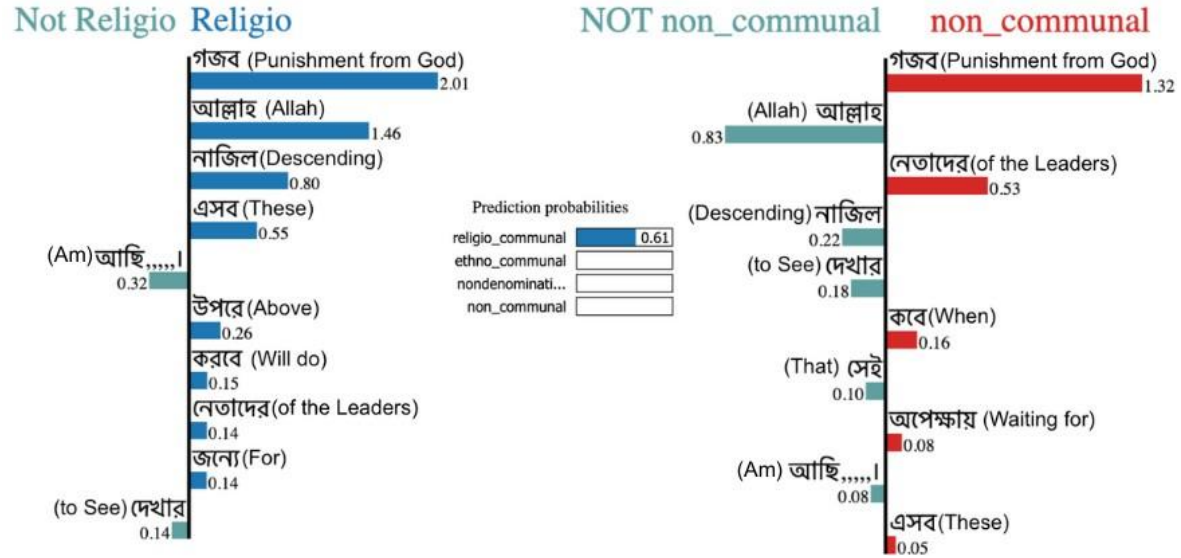 Not Religio Religio
গজব (Punishment from God)
2.01
আল্লাহ (Allah)
1.46
নাজিল(Descending)
0.80
এসব (These)
0.55
(Am) আছি,,,,,।
0.32
উপরে (Above)
0.26
করবে (Will do)
0.15
নেতাদের(of the Leaders)
0.14
জন্যে(For)
0.14
(to See) দেখার
0.14
Prediction probabilities
religio_communal 0.61
ethno_communal
nondenominati...
non_communal
NOT non_communal non_communal
গজব(Punishment from God)
1.32
(Allah) আল্লাহ
0.83
নেতাদের(of the Leaders)
0.53
(Descending) নাজিল
0.22
(to See) দেখার
0.18
কবে(When)
0.16
(That) সেই
0.10
অপেক্ষায় (Waiting for)
0.08
(Am) আছি,,,,,।
0.08
এসব(These)
0.05